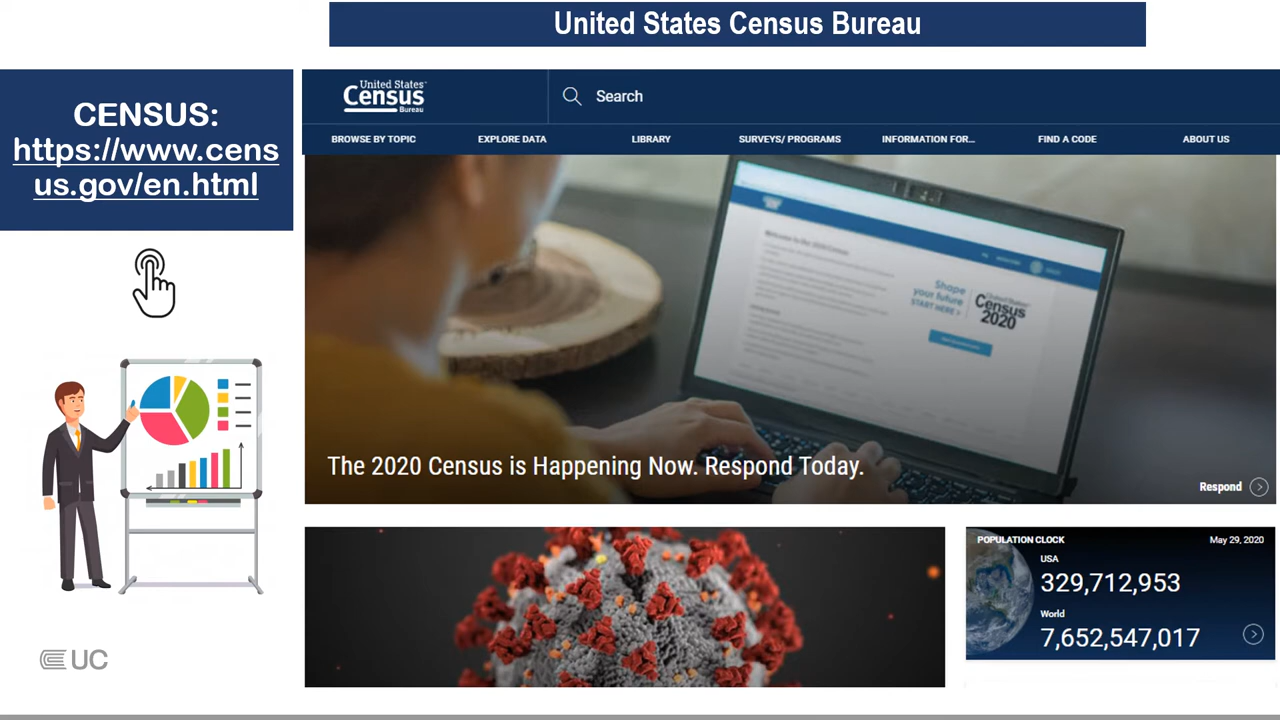 United States Census Bureau
CENSUS:
https://www.cens
us.gov/en.html
United States™
Census
Bureau
Search
BROWSE BY TOPIC
EXPLORE DATA
LIBRARY
SURVEYS/ PROGRAMS
INFORMATION FOR...
FIND A CODE
ABOUT US
Shape
your future
START HERE >
United States®
Census
2020
The 2020 Census is Happening Now. Respond Today.
Respond
POPULATION CLOCK
May 29, 2020
USA
329,712,953
World
7,652,547,017
UC